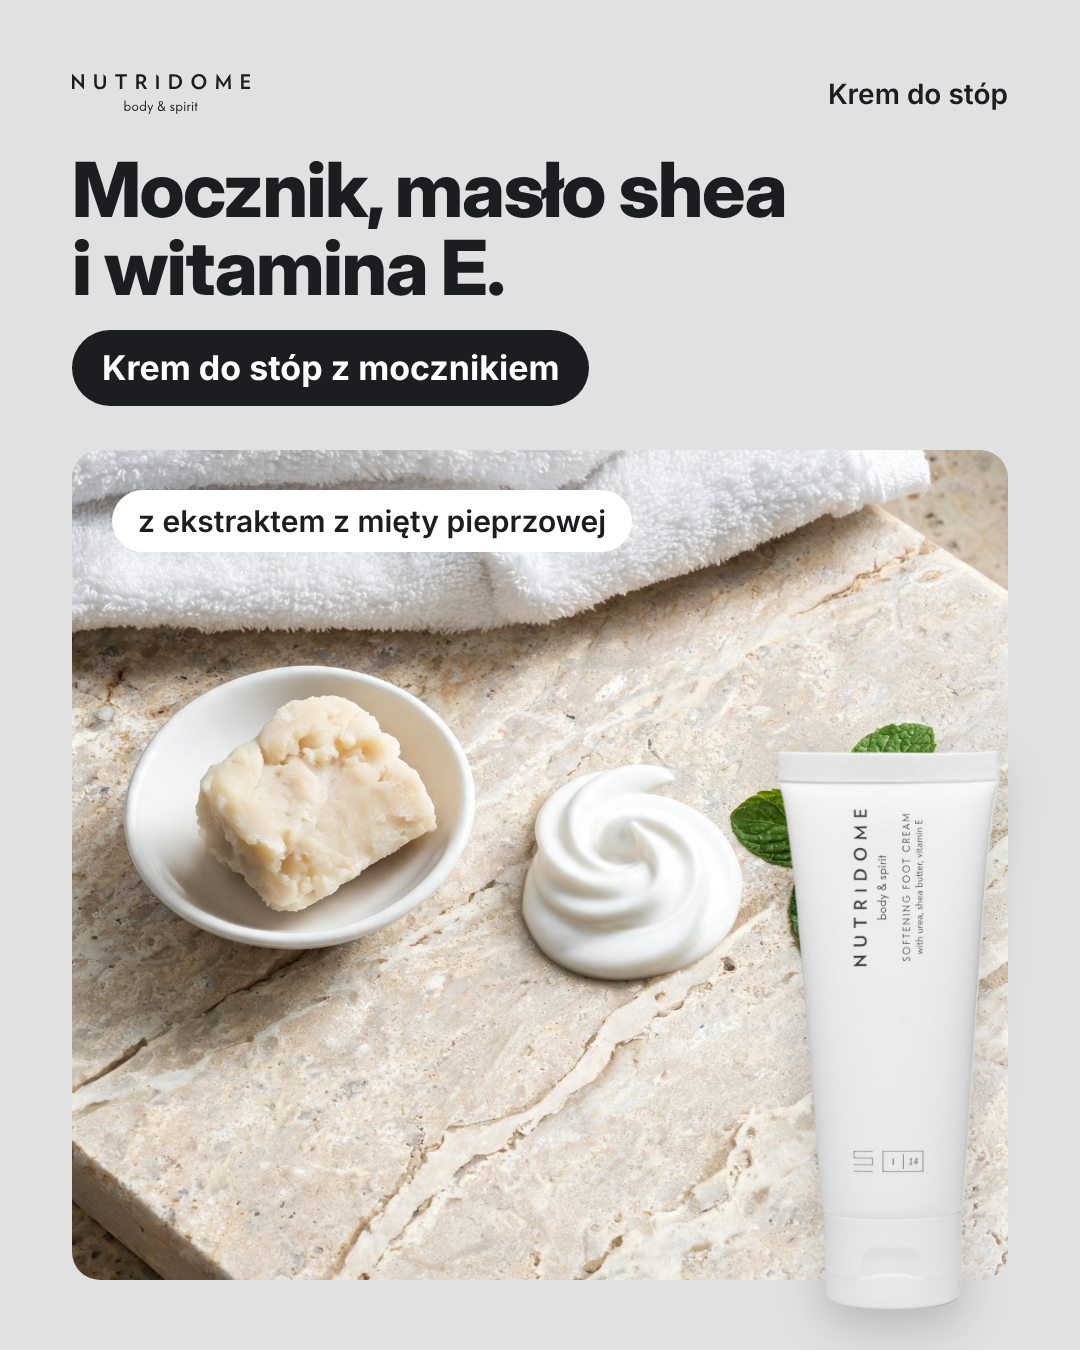 NUTRIDOME
body & spirit
Krem do stóp
Mocznik, masło shea
i witamina E.
Krem do stóp z mocznikiem
z ekstraktem z mięty pieprzowej
NUTRIDOME
body & spirit
SOFTENING FOOT CREAM
with urea, shea butter, vitamin E
I 14